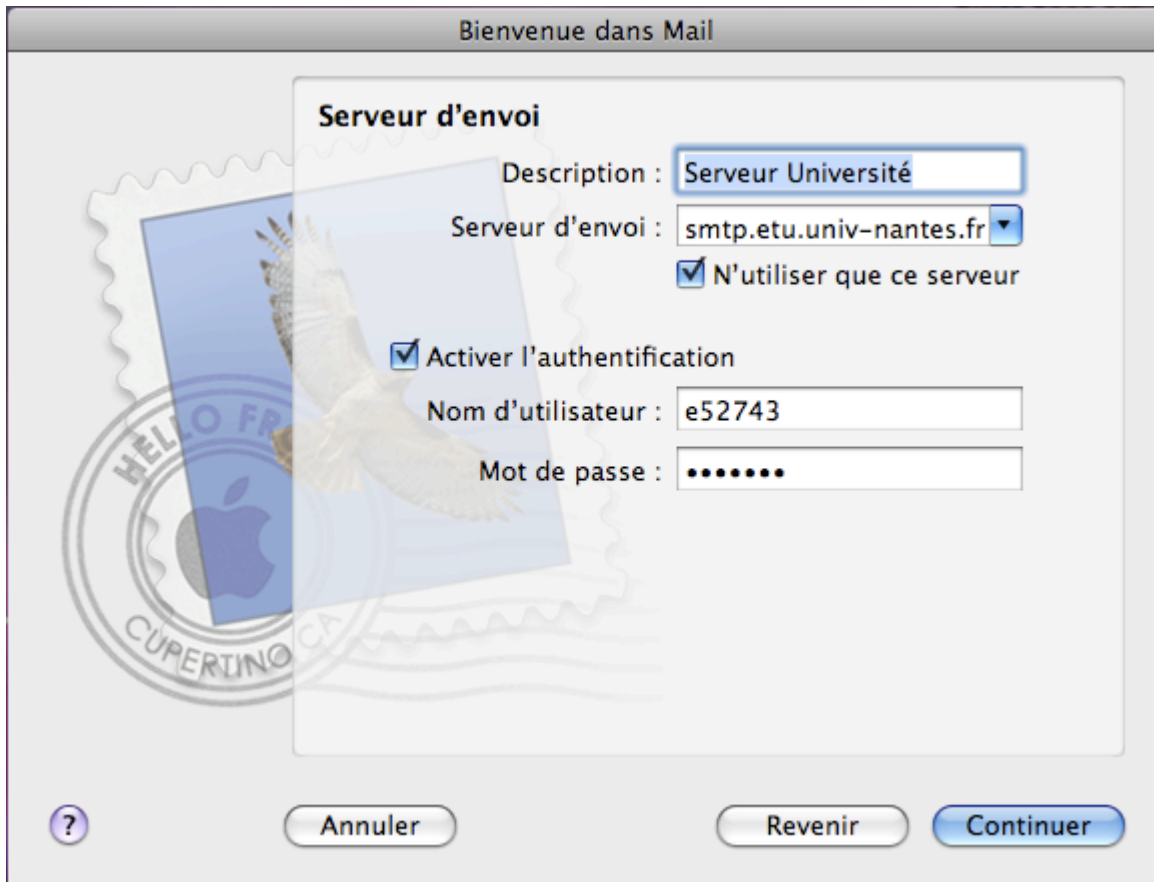 Bienvenue dans Mail
Serveur d'envoi
Description : Serveur Université
Serveur d'envoi : smtp.etu.univ-nantes.fr
N'utiliser que ce serveur
Activer l'authentification
Nom d'utilisateur : e52743
Mot de passe : •••••••
HELLO FR
CUPERTINO CA
? Annuler Revenir Continuer